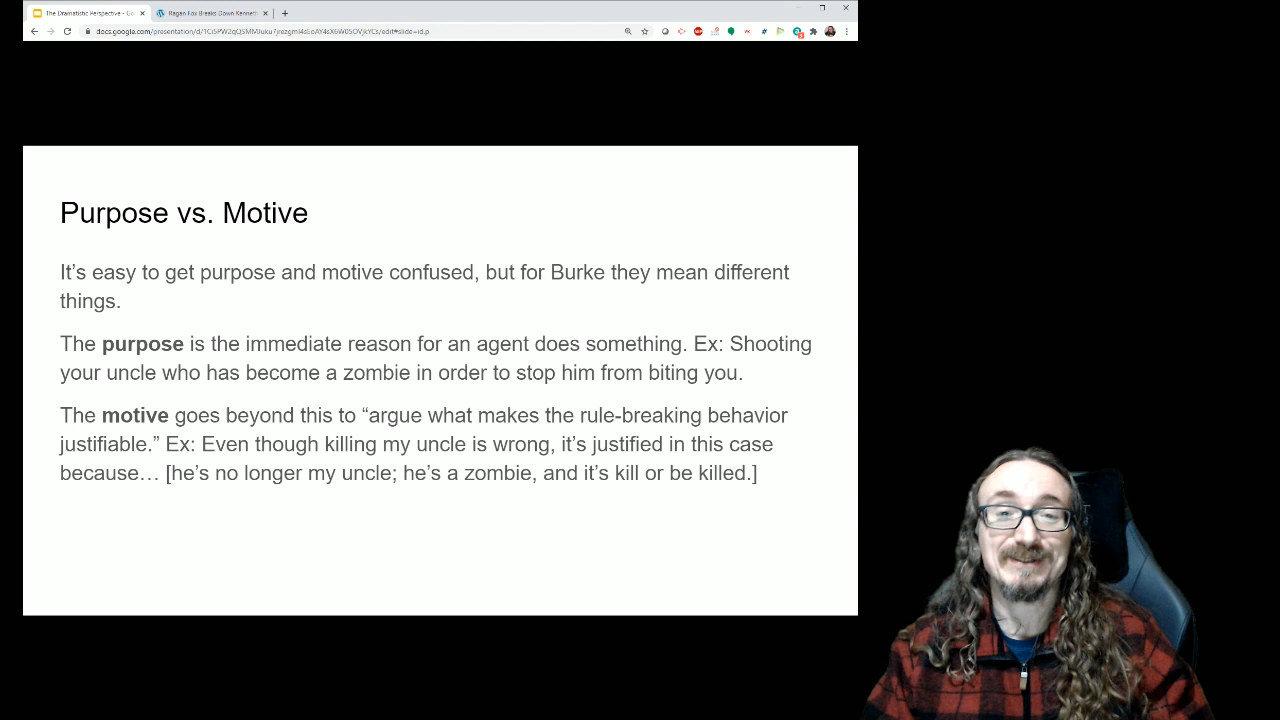 The Dramatistic Perspective - Go
Ragan Fox Breaks Down Kenneth
Purpose vs. Motive
It's easy to get purpose and motive confused, but for Burke they mean different
things.
The purpose is the immediate reason for an agent does something. Ex: Shooting
your uncle who has become a zombie in order to stop him from biting you.
The motive goes beyond this to “argue what makes the rule-breaking behavior
justifiable.” Ex: Even though killing my uncle is wrong, it's justified in this case
because… [he's no longer my uncle; he's a zombie, and it's kill or be killed.]